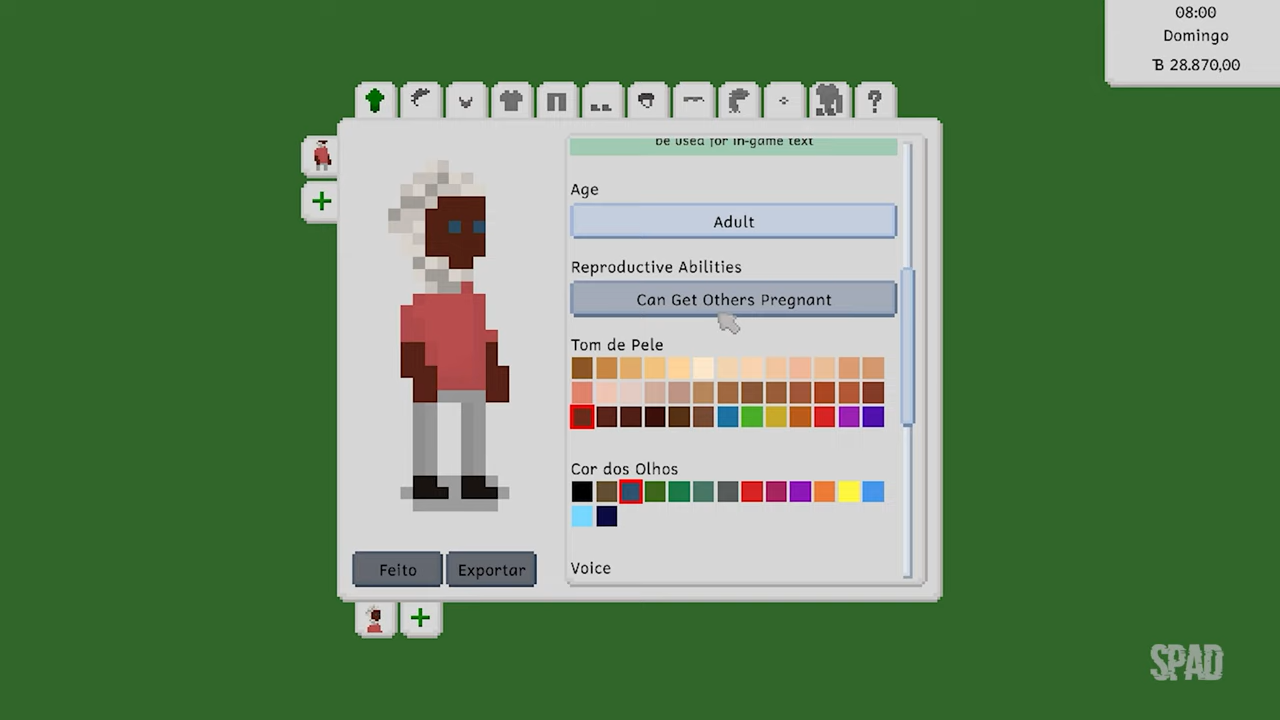 08:00
Domingo
ℬ 28.870,00
?
be used for in-game text
Age
Adult
Reproductive Abilities
Can Get Others Pregnant
Tom de Pele
Cor dos Olhos
Voice
Feito
Exportar
SPAD